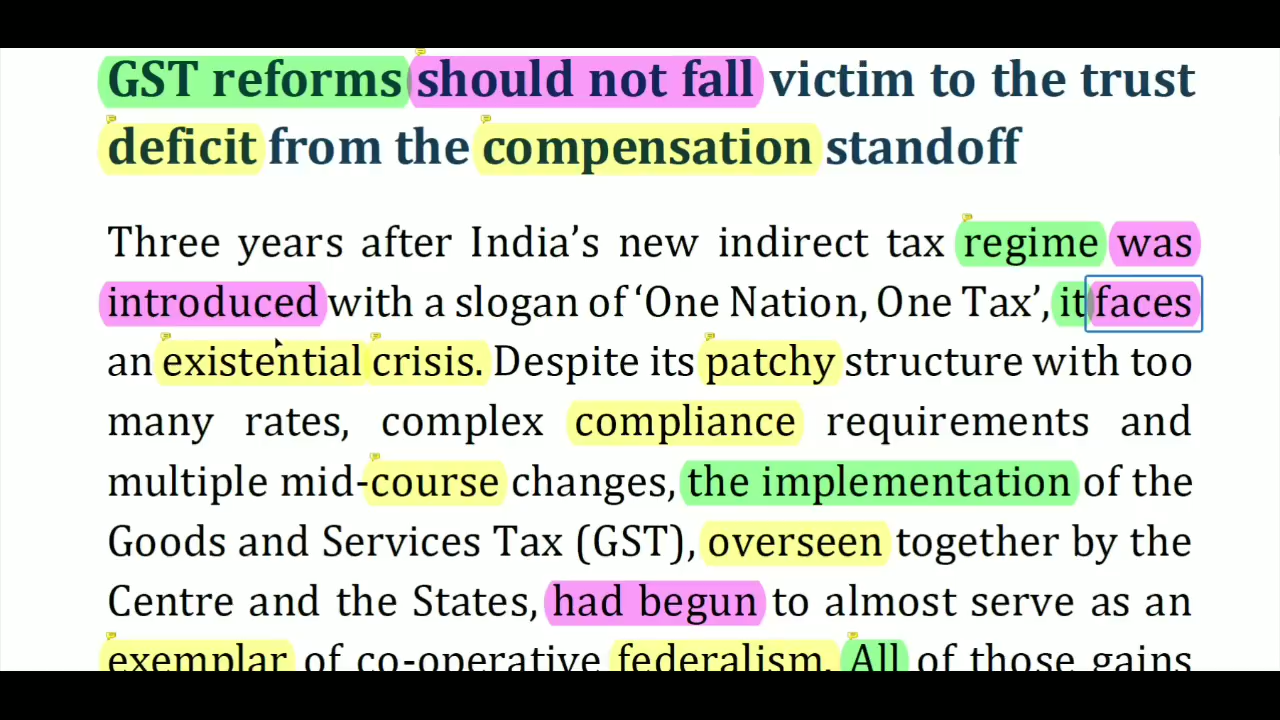 GST reforms should not fall victim to the trust
deficit from the compensation standoff
Three years after India’s new indirect tax regime was
introduced with a slogan of ‘One Nation, One Tax’, it faces
an existential crisis. Despite its patchy structure with too
many rates, complex compliance requirements and
multiple mid-course changes, the implementation of the
Goods and Services Tax (GST), overseen together by the
Centre and the States, had begun to almost serve as an
exemplar of co-operative federalism. All of those gains